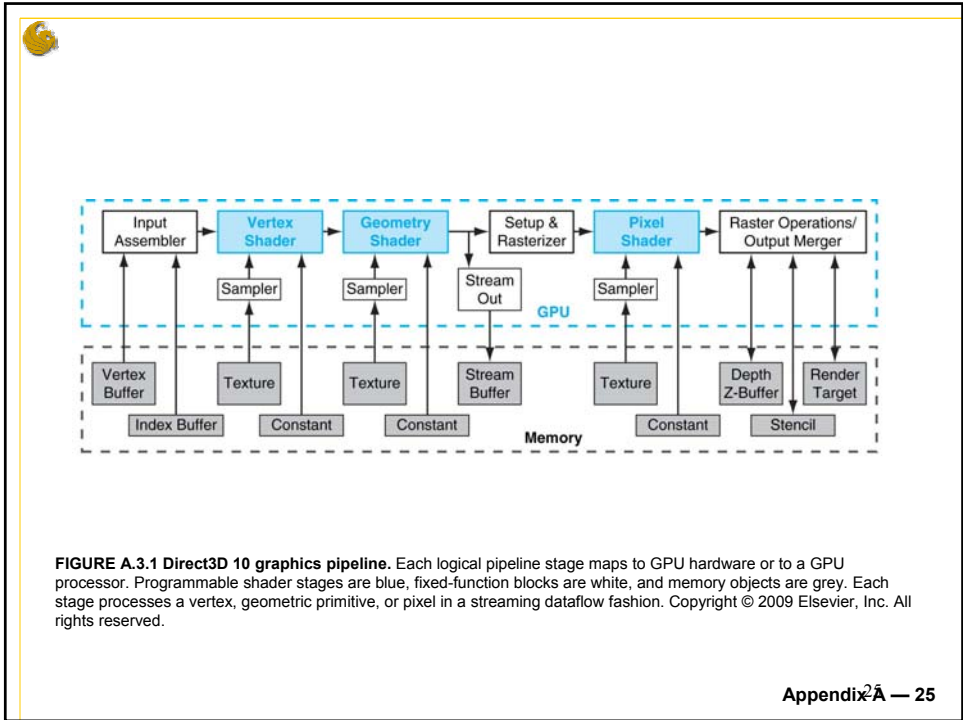 Input
Assembler
Vertex
Shader
Geometry
Shader
Setup &
Rasterizer
Pixel
Shader
Raster Operations/
Output Merger
Sampler
Sampler
Stream
Out
Sampler
GPU
Vertex
Buffer
Texture
Texture
Stream
Buffer
Texture
Depth
Z-Buffer
Render
Target
Index Buffer
Constant
Constant
Memory
Constant
Stencil
FIGURE A.3.1 Direct3D 10 graphics pipeline. Each logical pipeline stage maps to GPU hardware or to a GPU
processor. Programmable shader stages are blue, fixed-function blocks are white, and memory objects are grey. Each
stage processes a vertex, geometric primitive, or pixel in a streaming dataflow fashion. Copyright © 2009 Elsevier, Inc. All
rights reserved.
Appendix A — 25
25